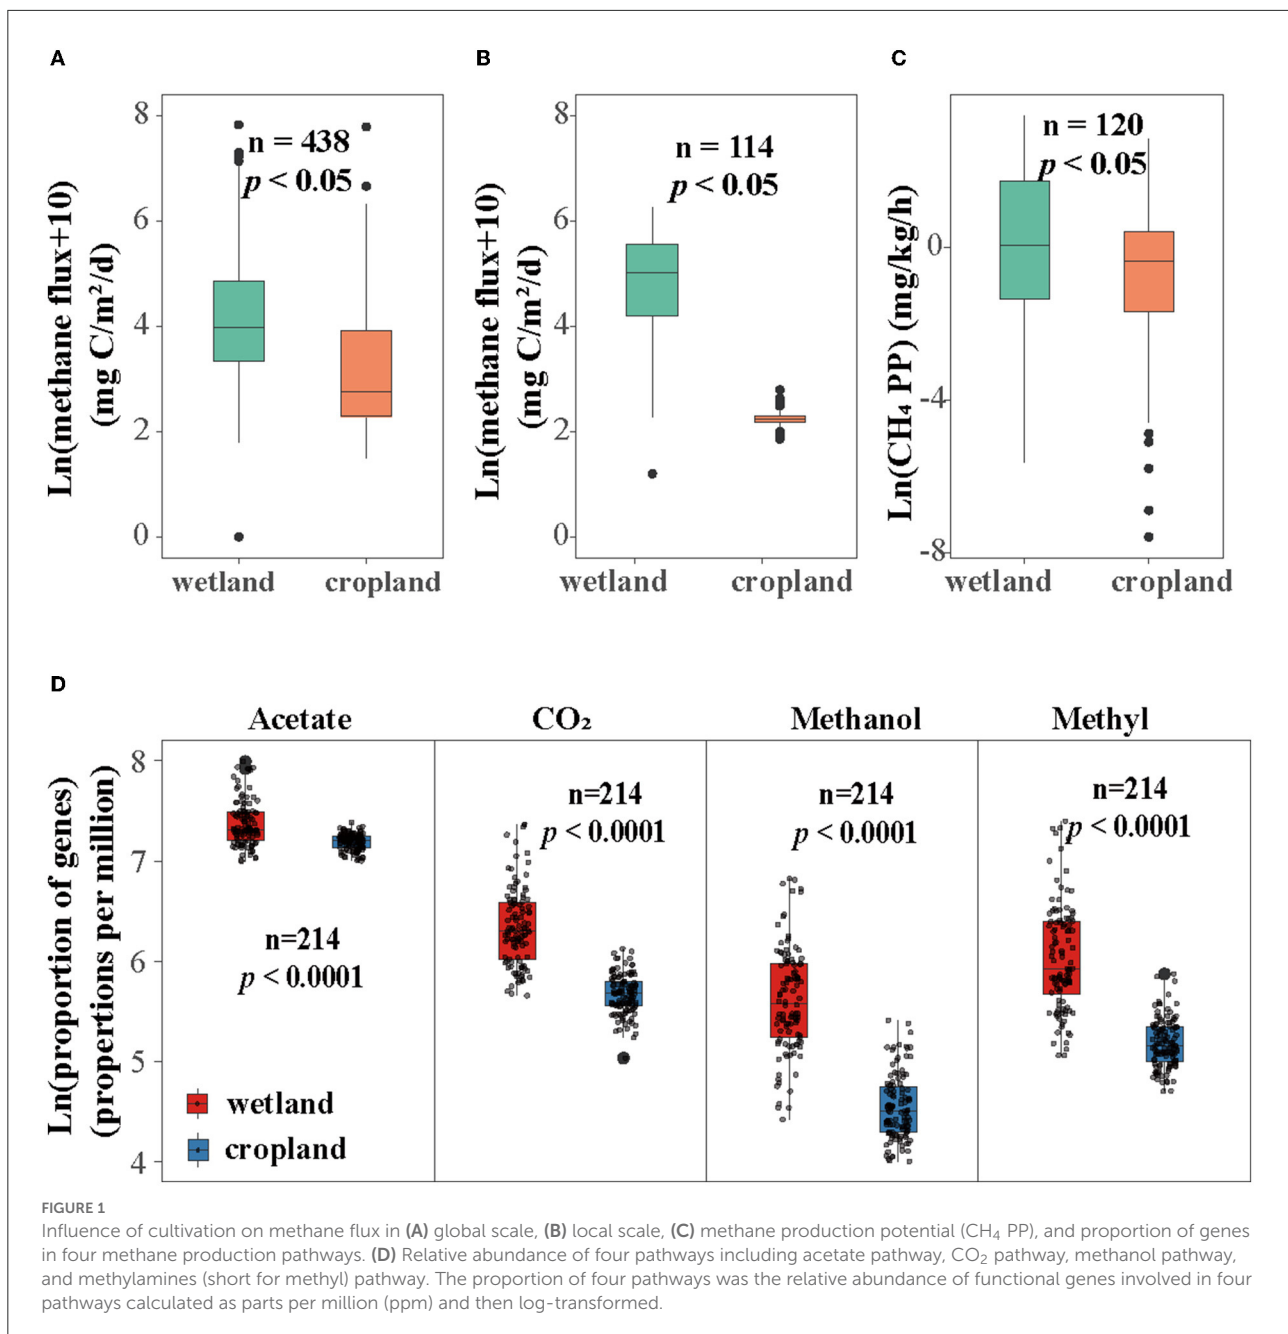 A
B
C
Ln(methane flux+10)
(mg C/m²/d)
8
6
4
2
0
n = 438
p < 0.05
wetland
cropland
Ln(methane flux+10)
(mg C/m²/d)
8
6
4
2
0
n = 114
p < 0.05
wetland
cropland
Ln(CH₄ PP) (mg/kg/h)
0
-4
-8
n = 120
p < 0.05
wetland
cropland
D
Acetate
CO₂
Methanol
Methyl
Ln(proportion of genes)
(propertions per million)
8
7
6
5
4
n=214
p < 0.0001
n=214
p < 0.0001
n=214
p < 0.0001
n=214
p < 0.0001
wetland
cropland
FIGURE 1
Influence of cultivation on methane flux in (A) global scale, (B) local scale, (C) methane production potential (CH₄ PP), and proportion of genes
in four methane production pathways. (D) Relative abundance of four pathways including acetate pathway, CO₂ pathway, methanol pathway,
and methylamines (short for methyl) pathway. The proportion of four pathways was the relative abundance of functional genes involved in four
pathways calculated as parts per million (ppm) and then log-transformed.